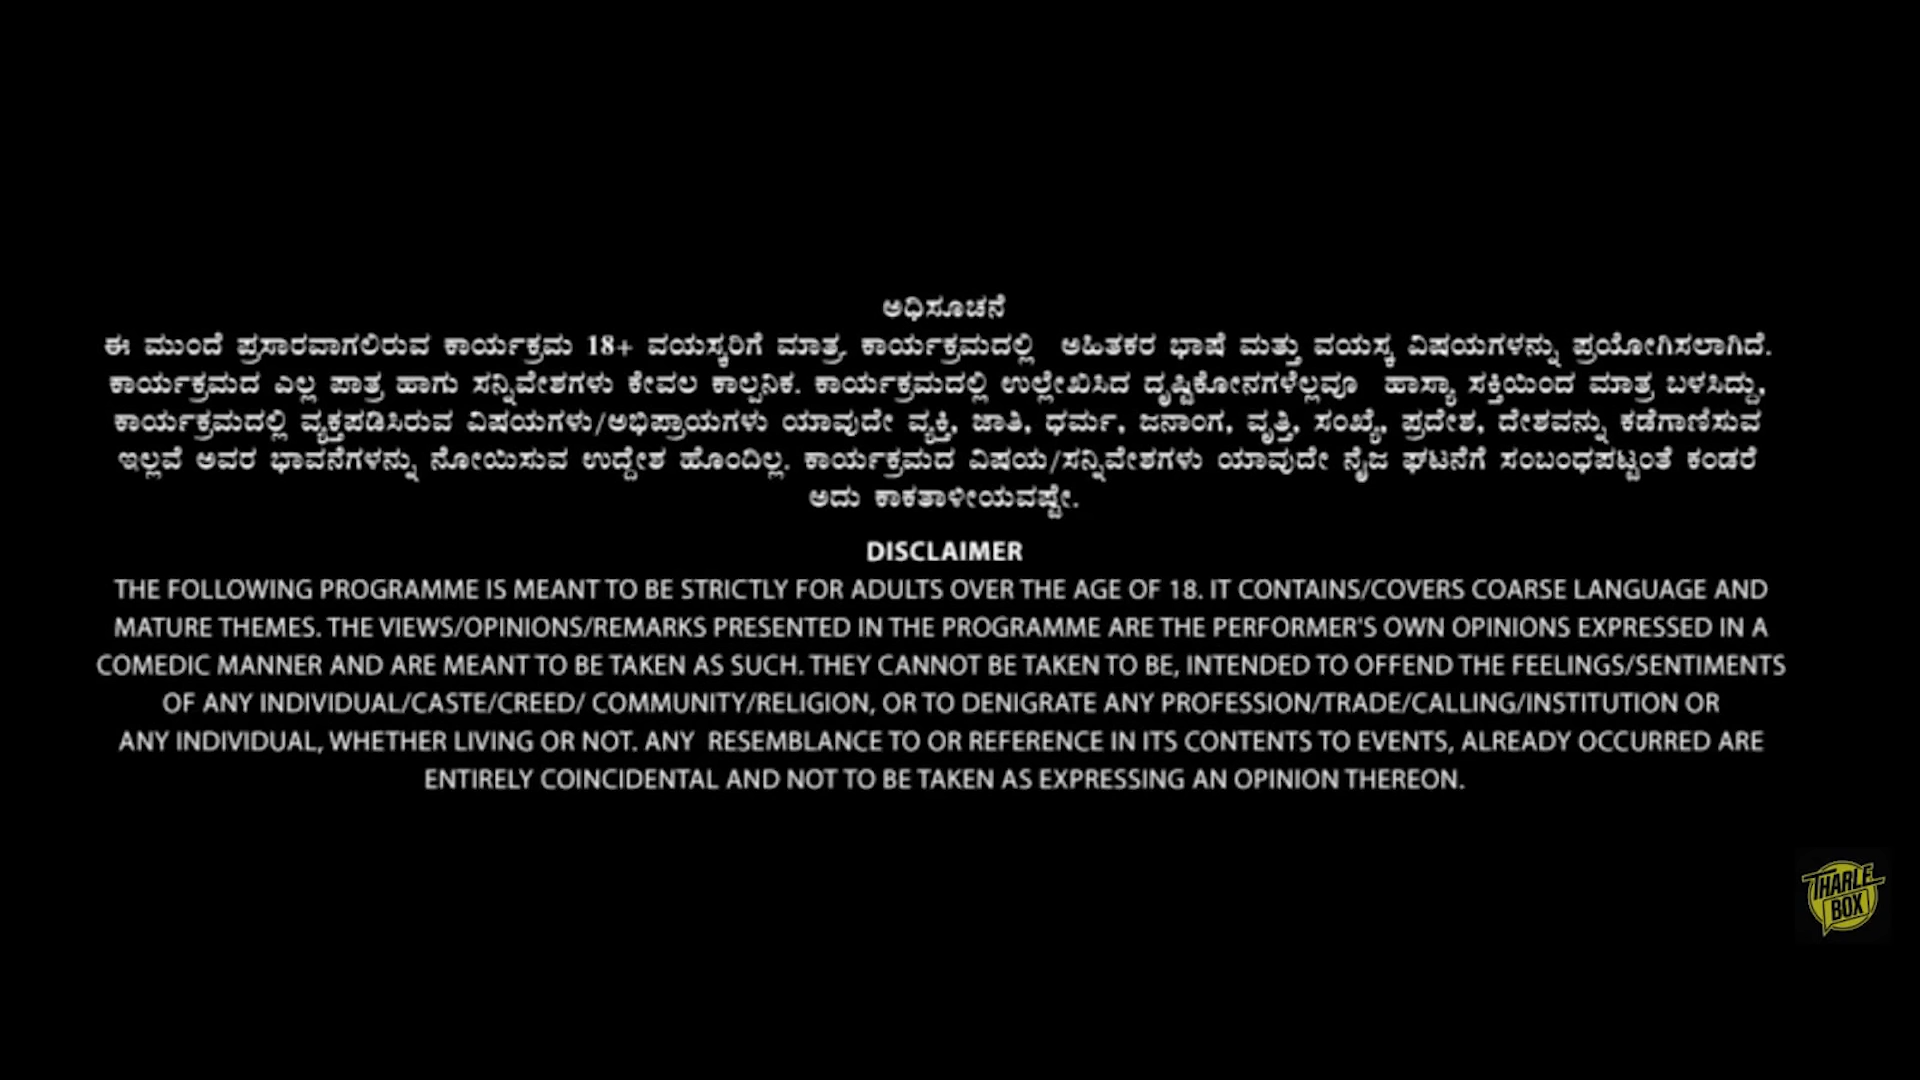 ಅಧಿಸೂಚನೆ
ಈ ಮುಂದೆ ಪ್ರಸಾರವಾಗಲಿರುವ ಕಾರ್ಯಕ್ರಮ 18+ ವಯಸ್ಕರಿಗೆ ಮಾತ್ರ. ಕಾರ್ಯಕ್ರಮದಲ್ಲಿ ಅಹಿತಕರ ಭಾಷೆ ಮತ್ತು ವಯಸ್ಕ ವಿಷಯಗಳನ್ನು ಪ್ರಯೋಗಿಸಲಾಗಿದೆ.
ಕಾರ್ಯಕ್ರಮದ ಎಲ್ಲ ಪಾತ್ರ ಹಾಗು ಸನ್ನಿವೇಶಗಳು ಕೇವಲ ಕಾಲ್ಪನಿಕ. ಕಾರ್ಯಕ್ರಮದಲ್ಲಿ ಉಲ್ಲೇಖಿಸಿದ ದೃಷ್ಟಿಕೋನಗಳೆಲ್ಲವೂ ಹಾಸ್ಯಾ ಸಕ್ತಿಯಿಂದ ಮಾತ್ರ ಬಳಸಿದ್ದು,
ಕಾರ್ಯಕ್ರಮದಲ್ಲಿ ವ್ಯಕ್ತಪಡಿಸಿರುವ ವಿಷಯಗಳು/ಅಭಿಪ್ರಾಯಗಳು ಯಾವುದೇ ವ್ಯಕ್ತಿ, ಜಾತಿ, ಧರ್ಮ, ಜನಾಂಗ, ವೃತ್ತಿ, ಸಂಖ್ಯೆ, ಪ್ರದೇಶ, ದೇಶವನ್ನು ಕಡೆಗಾಣಿಸುವ
ಇಲ್ಲವೆ ಅವರ ಭಾವನೆಗಳನ್ನು ನೋಯಿಸುವ ಉದ್ದೇಶ ಹೊಂದಿಲ್ಲ. ಕಾರ್ಯಕ್ರಮದ ವಿಷಯ/ಸನ್ನಿವೇಶಗಳು ಯಾವುದೇ ನೈಜ ಘಟನೆಗೆ ಸಂಬಂಧಪಟ್ಟಂತೆ ಕಂಡರೆ
ಅದು ಕಾಕತಾಳೀಯವಷ್ಟೇ.
DISCLAIMER
THE FOLLOWING PROGRAMME IS MEANT TO BE STRICTLY FOR ADULTS OVER THE AGE OF 18. IT CONTAINS/COVERS COARSE LANGUAGE AND
MATURE THEMES. THE VIEWS/OPINIONS/REMARKS PRESENTED IN THE PROGRAMME ARE THE PERFORMER'S OWN OPINIONS EXPRESSED IN A
COMEDIC MANNER AND ARE MEANT TO BE TAKEN AS SUCH. THEY CANNOT BE TAKEN TO BE, INTENDED TO OFFEND THE FEELINGS/SENTIMENTS
OF ANY INDIVIDUAL/CASTE/CREED/ COMMUNITY/RELIGION, OR TO DENIGRATE ANY PROFESSION/TRADE/CALLING/INSTITUTION OR
ANY INDIVIDUAL, WHETHER LIVING OR NOT. ANY RESEMBLANCE TO OR REFERENCE IN ITS CONTENTS TO EVENTS, ALREADY OCCURRED ARE
ENTIRELY COINCIDENTAL AND NOT TO BE TAKEN AS EXPRESSING AN OPINION THEREON.
THARLE
BOX